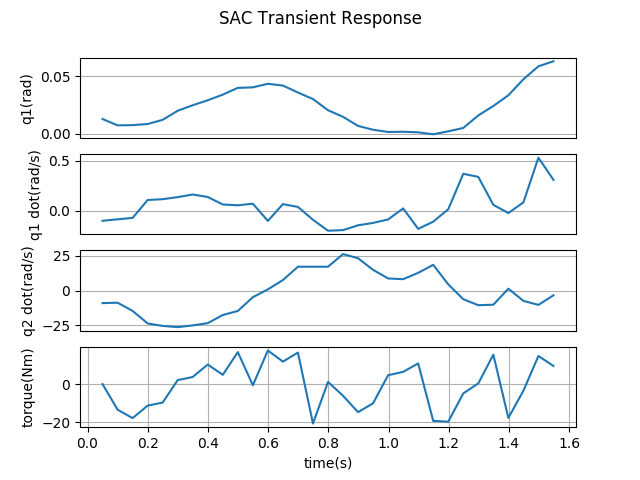 SAC Transient Response
q1(rad)
0.05
0.00
q1 dot(rad/s)
0.5
0.0
q2 dot(rad/s)
25
0
−25
torque(Nm)
0
−20
0.0 0.2 0.4 0.6 0.8 1.0 1.2 1.4 1.6
time(s)